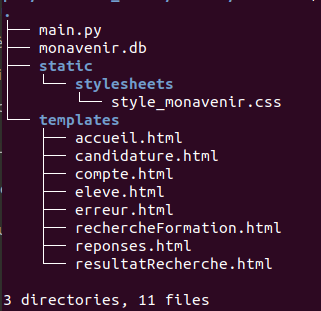 .
├── main.py
├── monavenir.db
├── static
│   └── stylesheets
│       └── style_monavenir.css
└── templates
    ├── accueil.html
    ├── candidature.html
    ├── compte.html
    ├── eleve.html
    ├── erreur.html
    ├── rechercheFormation.html
    ├── reponses.html
    └── resultatRecherche.html
3 directories, 11 files